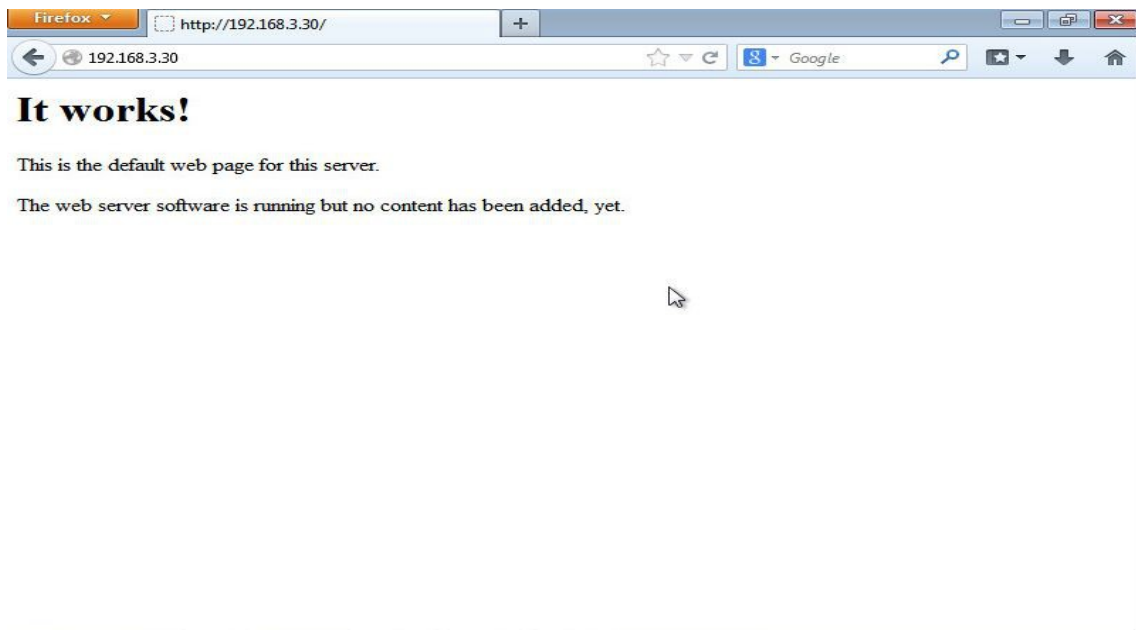 Firefox
http://192.168.3.30/
192.168.3.30
8 Google
It works!
This is the default web page for this server.
The web server software is running but no content has been added, yet.